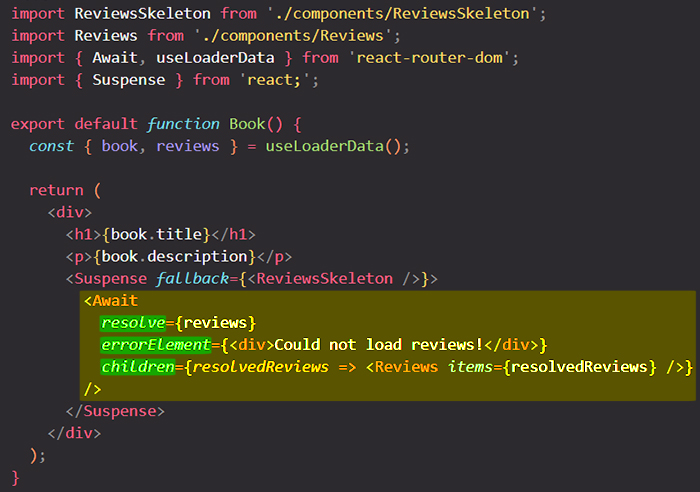 import ReviewsSkeleton from './components/ReviewsSkeleton';
import Reviews from './components/Reviews';
import { Await, useLoaderData } from 'react-router-dom';
import { Suspense } from 'react;';
export default function Book() {
const { book, reviews } = useLoaderData();
return (
<div>
<h1>{book.title}</h1>
<p>{book.description}</p>
<Suspense fallback={<ReviewsSkeleton />}>
<Await
resolve={reviews}
errorElement={<div>Could not load reviews!</div>}
children={resolvedReviews => <Reviews items={resolvedReviews} />}
/>
</Suspense>
</div>
);
}